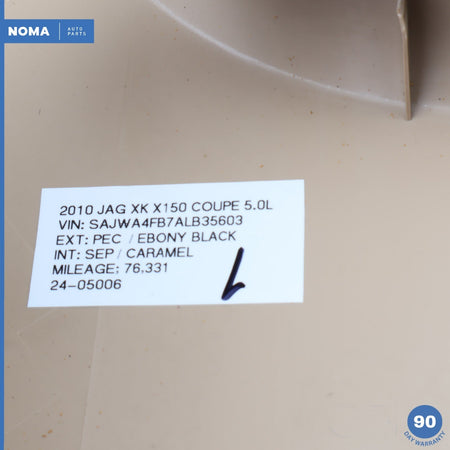 NOMA AUTO PARTS
2010 JAG XK X150 COUPE 5.0L
VIN: SAJWA4FB7ALB35603
EXT: PEC / EBONY BLACK
INT: SEP / CARAMEL
MILEAGE; 76,331
24-05006
90
DAY WARRANTY